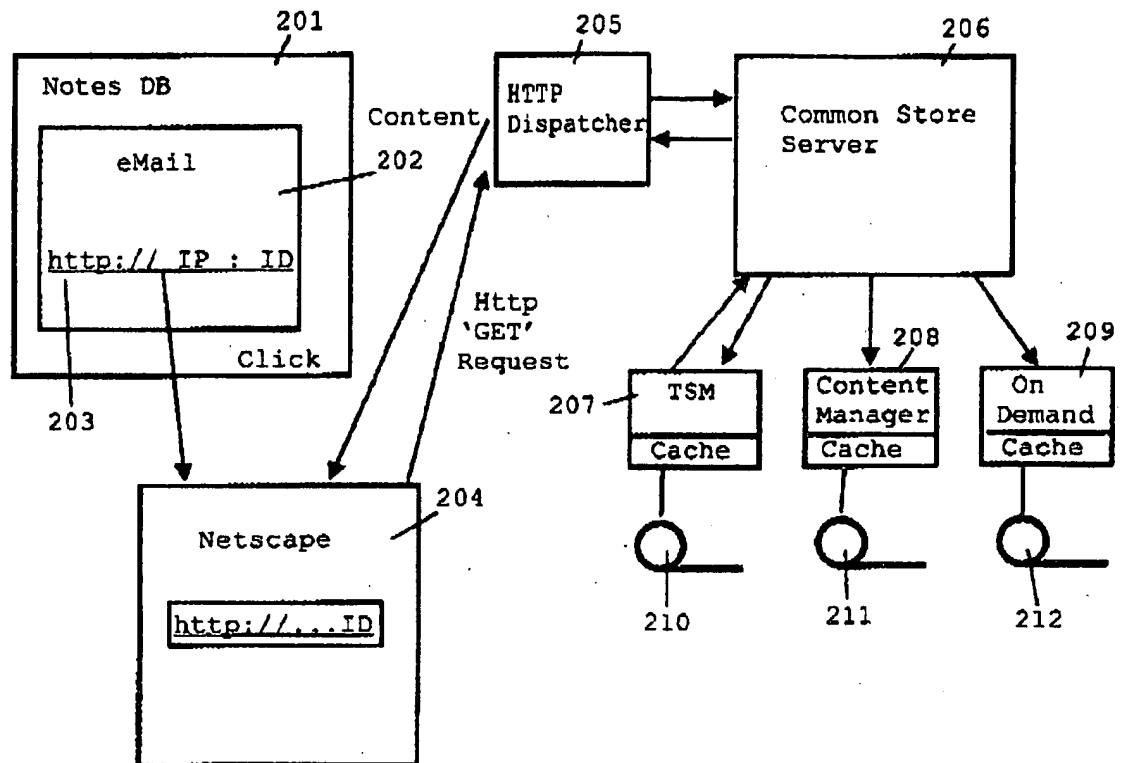 201
Notes DB
eMail
202
http:// IP : ID
Click
203
Content
205
HTTP
Dispatcher
206
Common Store
Server
Http
'GET'
Request
204
Netscape
http://...ID
207
TSM
Cache
208
Content
Manager
Cache
209
On
Demand
Cache
210
211
212